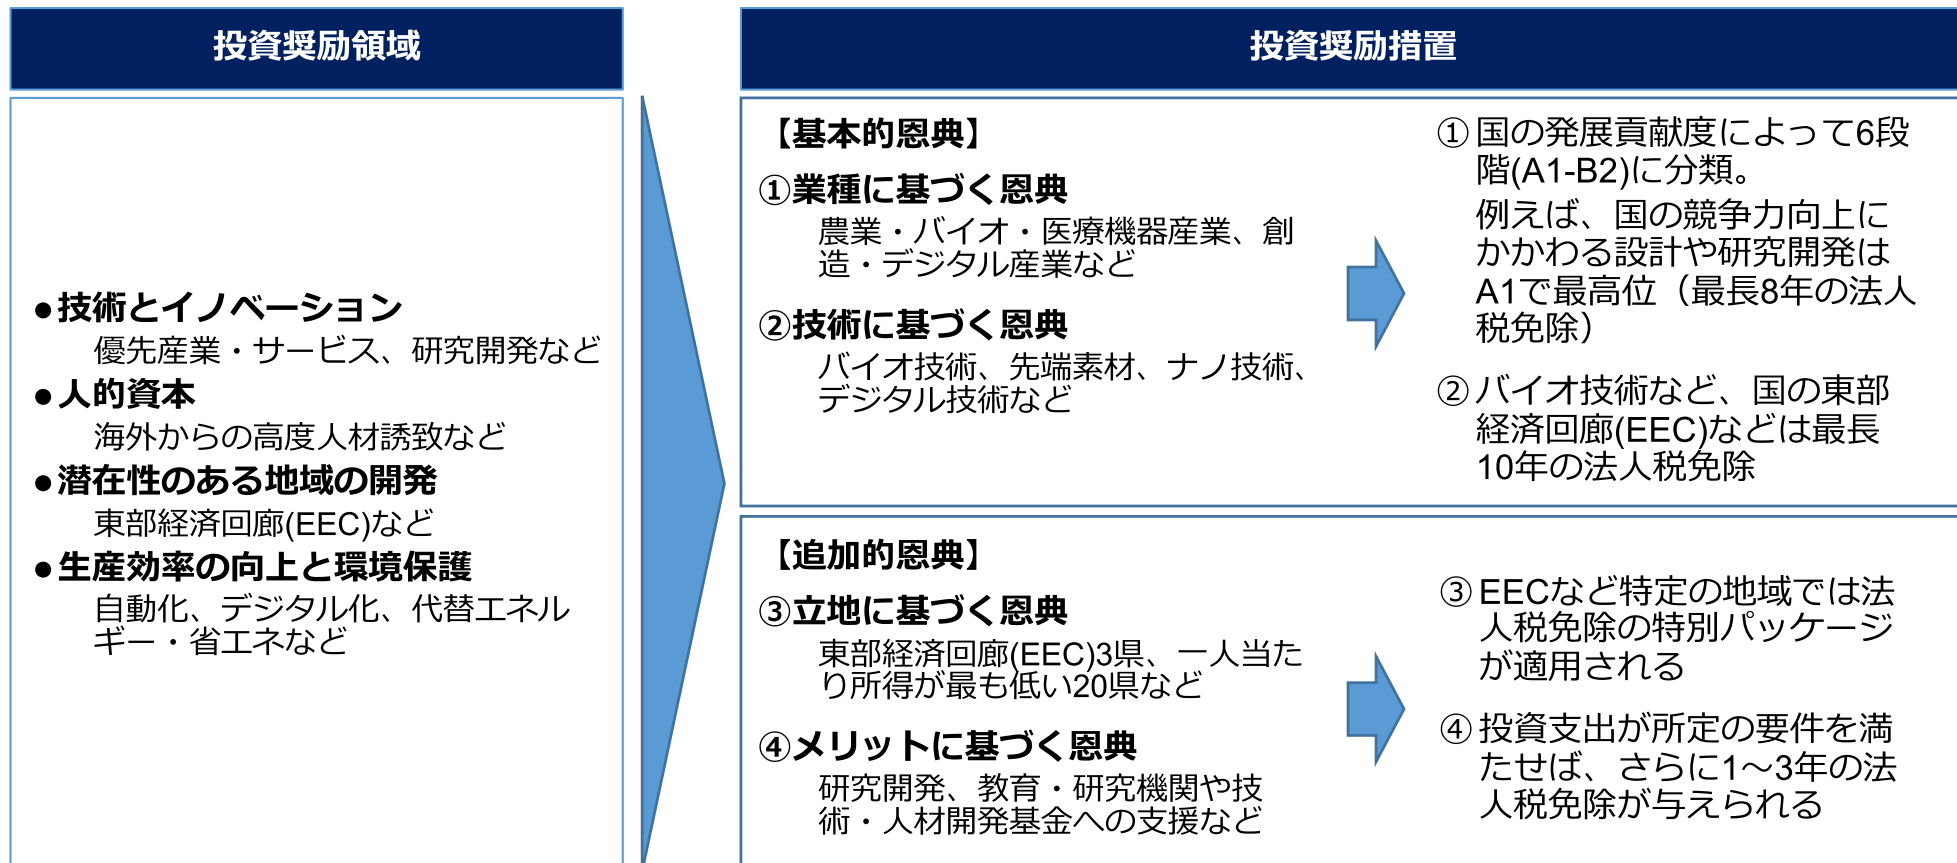 投資奨励領域
●技術とイノベーション
優先産業・サービス、研究開発など
●人的資本
海外からの高度人材誘致など
●潜在性のある地域の開発
東部経済回廊(EEC)など
●生産効率の向上と環境保護
自動化、デジタル化、代替エネル
ギー・省エネなど
投資奨励措置
【基本的恩典】
①業種に基づく恩典
農業・バイオ・医療機器産業、創
造・デジタル産業など
②技術に基づく恩典
バイオ技術、先端素材、ナノ技術、
デジタル技術など
①国の発展貢献度によって6段
階(A1-B2)に分類。
例えば、国の競争力向上に
かかわる設計や研究開発は
A1で最高位（最長8年の法人
税免除）
②バイオ技術など、国の東部
経済回廊(EEC)などは最長
10年の法人税免除
【追加的恩典】
③立地に基づく恩典
東部経済回廊(EEC)3県、一人当た
り所得が最も低い20県など
④メリットに基づく恩典
研究開発、教育・研究機関や技
術・人材開発基金への支援など
③EECなど特定の地域では法
人税免除の特別パッケージ
が適用される
④投資支出が所定の要件を満
たせば、さらに1～3年の法
人税免除が与えられる